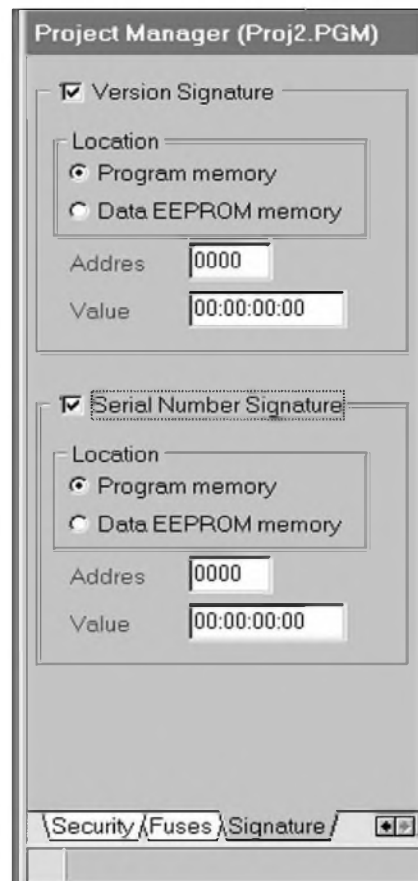 Project Manager (Proj2.PGM)
Version Signature
Location
Program memory
Data EEPROM memory
Addres 0000
Value 00:00:00:00
Serial Number Signature
Location
Program memory
Data EEPROM memory
Addres 0000
Value 00:00:00:00
Security Fuses Signature